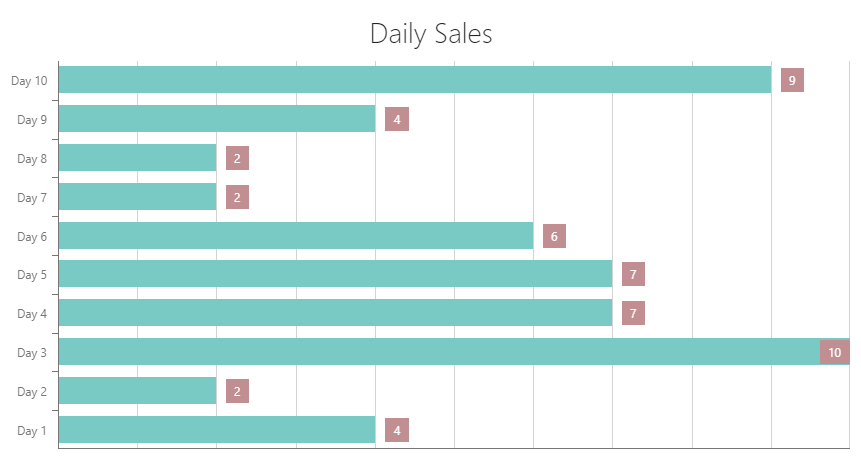 Daily Sales
Day 10 9
Day 9 4
Day 8 2
Day 7 2
Day 6 6
Day 5 7
Day 4 7
Day 3 10
Day 2 2
Day 1 4